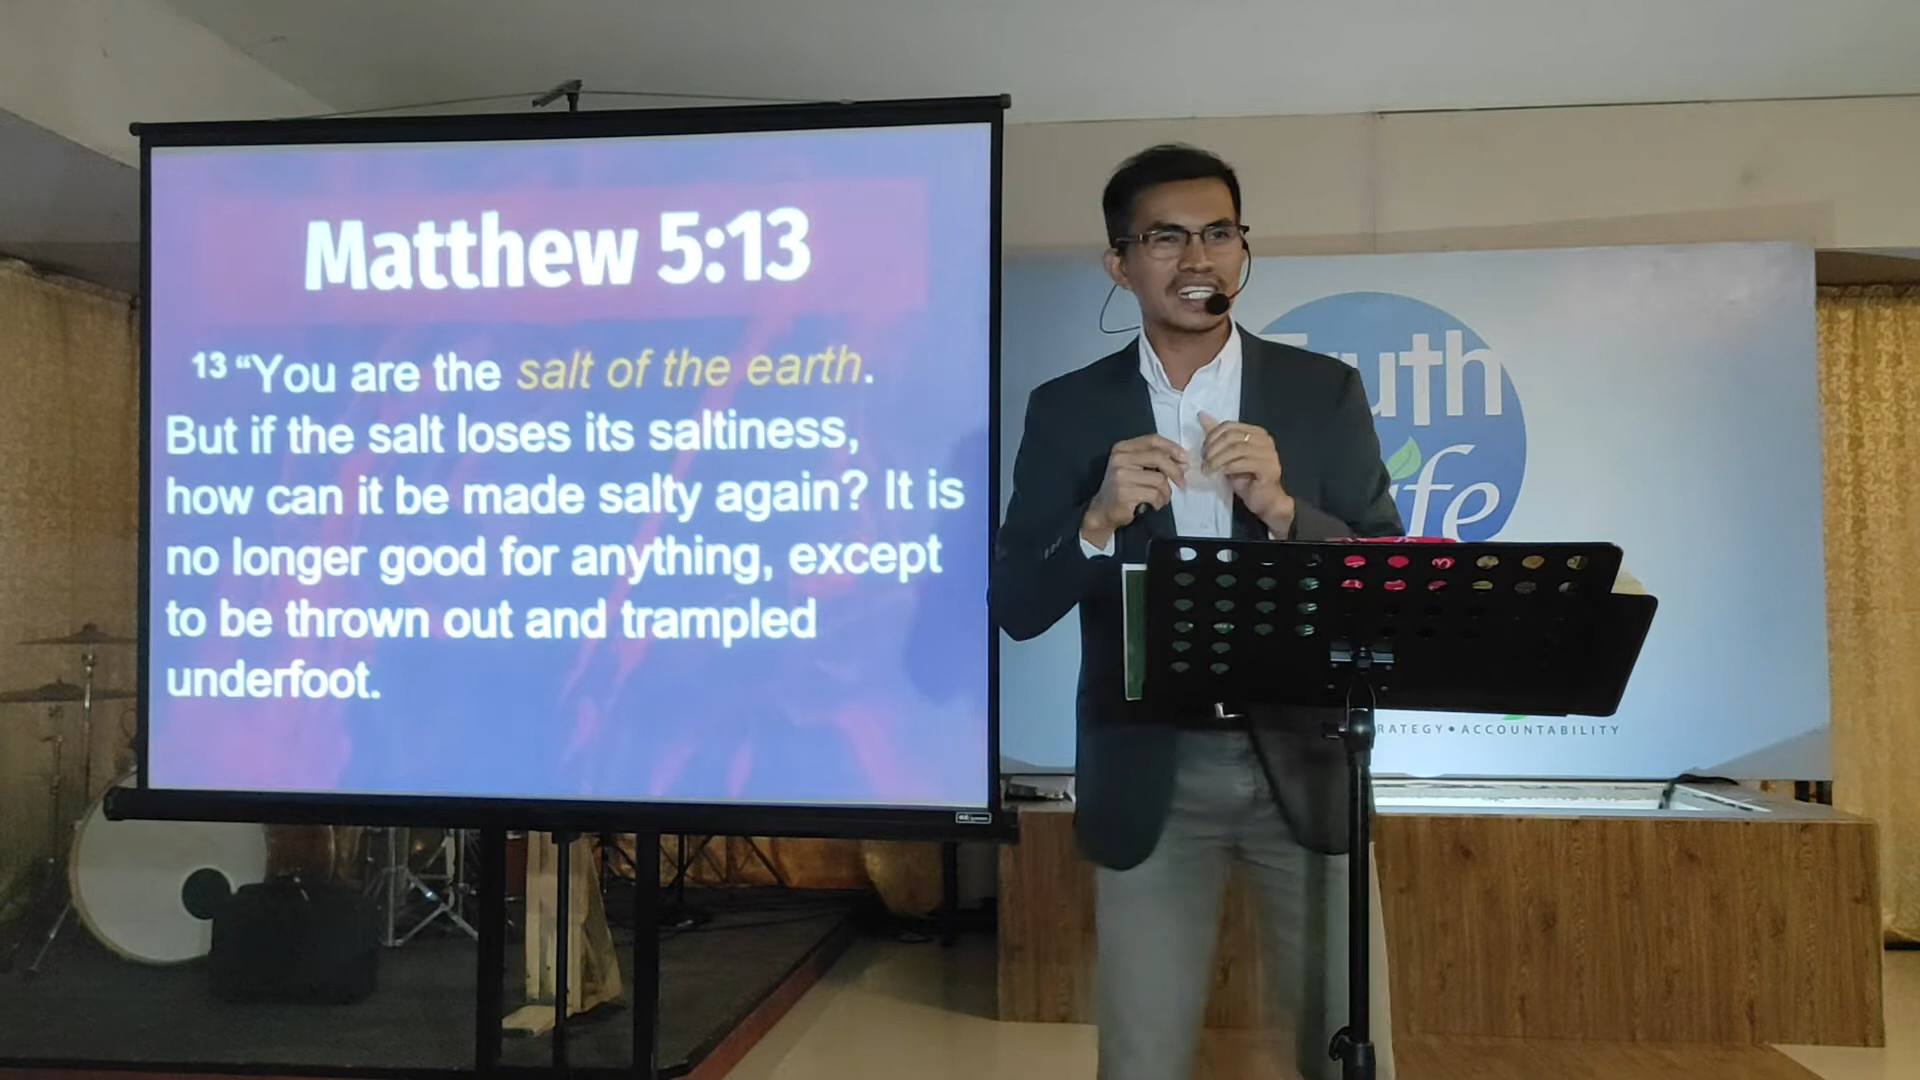 Matthew 5:13
13 “You are the salt of the earth.
But if the salt loses its saltiness,
how can it be made salty again? It is
no longer good for anything, except
to be thrown out and trampled
underfoot.
Truth
ife
RATEGY • ACCOUNTABILITY